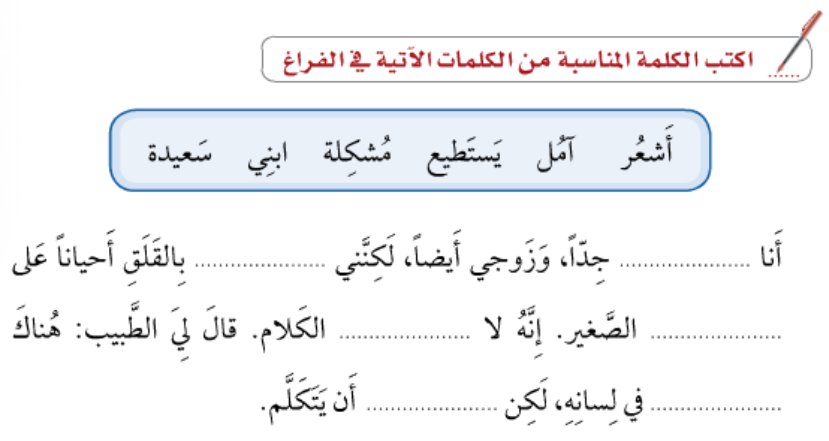 اكتب الكلمة المناسبة من الكلمات الآتية في الفراغ
أَشعُر آمُل يَستَطيع مُشكِلة ابنِي سَعيدة
أَنا ..................... جِدّاً، وَزَوجي أَيضاً، لَكِنَّني ..................... بِالقَلَقِ أَحياناً عَلى
..................... الصَّغير. إِنَّهُ لا ..................... الكَلام. قالَ لِيَ الطَّبيب: هُناكَ
..................... في لِسانِهِ، لَكِن ..................... أَن يَتَكَلَّم.